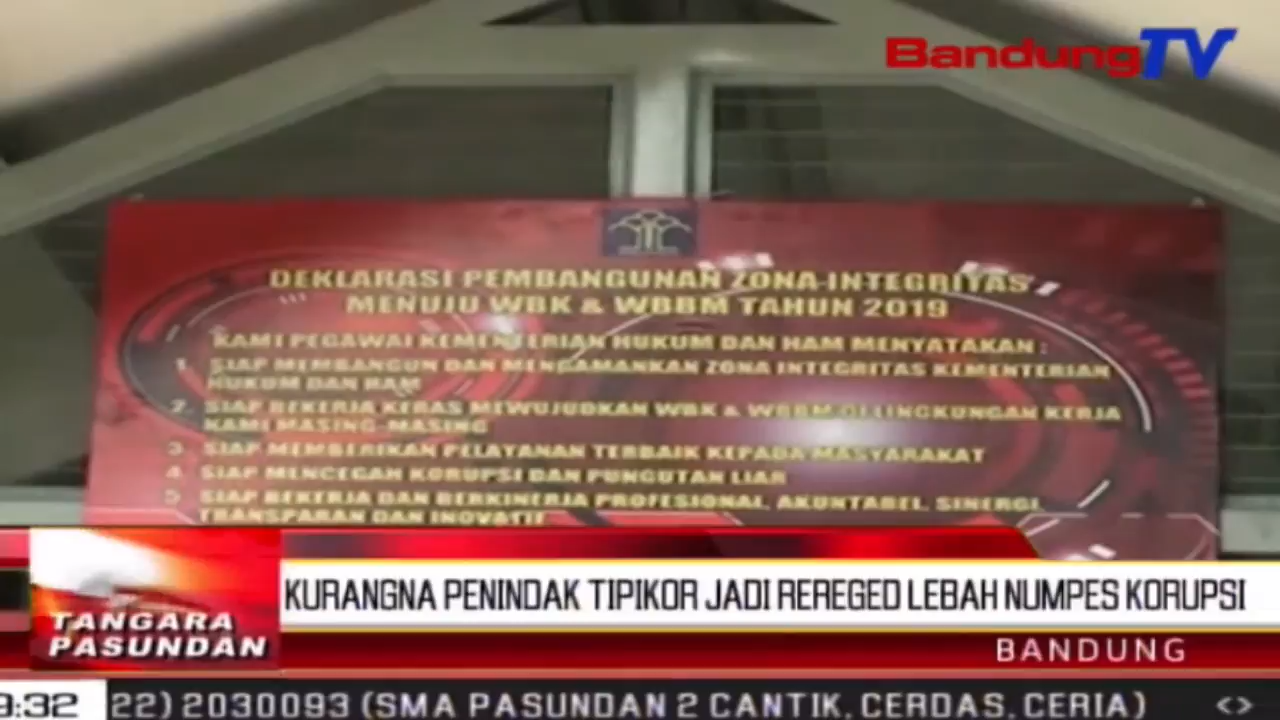 BandungTV
DEKLARASI PEMBANGUNAN ZONA INTEGRITAS
MENUJU WBK & WBBM TAHUN 2019
KAMI PEGAWAI KEMENTERIAN HUKUM DAN HAM MENYATAKAN :
1. SIAP MEMBANGUN DAN MENGAMANKAN ZONA INTEGRITAS KEMENTERIAN
HUKUM DAN HAM
2. SIAP BEKERJA KERAS MEWUJUDKAN WBK & WBBM DI LINGKUNGAN KERJA
KAMI MASING-MASING
3. SIAP MEMBERIKAN PELAYANAN TERBAIK KEPADA MASYARAKAT
4. SIAP MENCEGAH KORUPSI DAN PUNGUTAN LIAR
5. SIAP BEKERJA DAN BERKINERJA PROFESIONAL, AKUNTABEL, SINERGI,
TRANSPARAN DAN INOVATIF
TANGARA
PASUNDAN
KURANGNA PENINDAK TIPIKOR JADI REREGED LEBAH NUMPES KORUPSI
BANDUNG
9:32
22) 2030093 (SMA PASUNDAN 2 CANTIK, CERDAS, CERIA)
<>